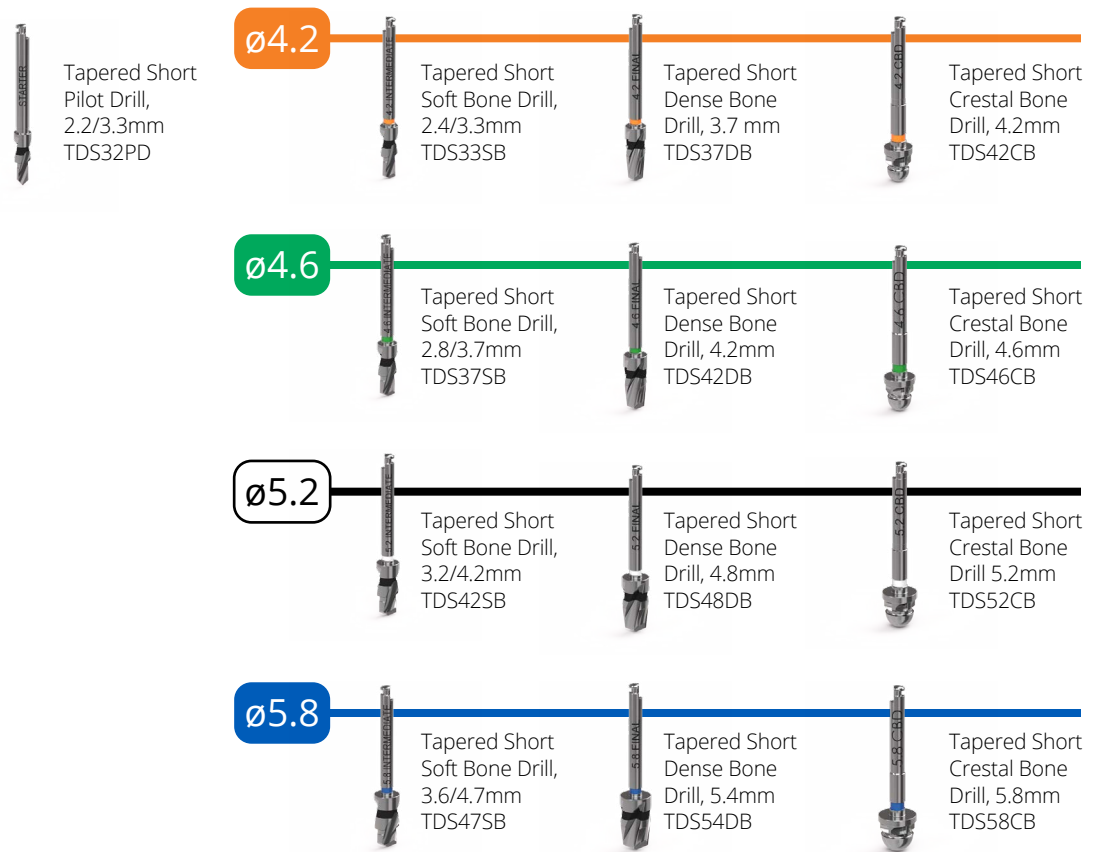 STARTER
Tapered Short
Pilot Drill,
2.2/3.3mm
TDS32PD
ø4.2
4.2 INTERMEDIATE
Tapered Short
Soft Bone Drill,
2.4/3.3mm
TDS33SB
4.2 FINAL
Tapered Short
Dense Bone
Drill, 3.7 mm
TDS37DB
4.2 CBD
Tapered Short
Crestal Bone
Drill, 4.2mm
TDS42CB
ø4.6
4.6 INTERMEDIATE
Tapered Short
Soft Bone Drill,
2.8/3.7mm
TDS37SB
4.6 FINAL
Tapered Short
Dense Bone
Drill, 4.2mm
TDS42DB
4.6 CBD
Tapered Short
Crestal Bone
Drill, 4.6mm
TDS46CB
ø5.2
5.2 INTERMEDIATE
Tapered Short
Soft Bone Drill,
3.2/4.2mm
TDS42SB
5.2 FINAL
Tapered Short
Dense Bone
Drill, 4.8mm
TDS48DB
5.2 CBD
Tapered Short
Crestal Bone
Drill 5.2mm
TDS52CB
ø5.8
5.8 INTERMEDIATE
Tapered Short
Soft Bone Drill,
3.6/4.7mm
TDS47SB
5.8 FINAL
Tapered Short
Dense Bone
Drill, 5.4mm
TDS54DB
5.8 CBD
Tapered Short
Crestal Bone
Drill, 5.8mm
TDS58CB